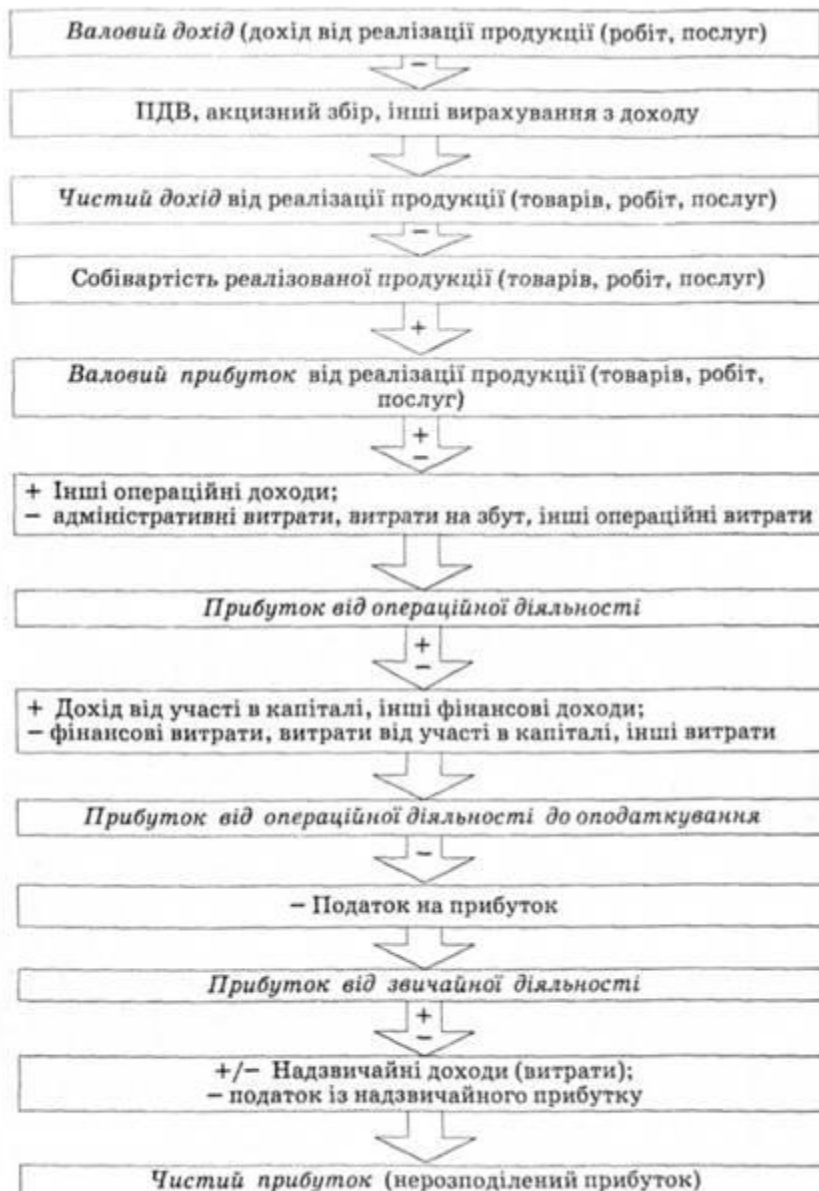 Валовий дохід (дохід від реалізації продукції (робіт, послуг)
−
ПДВ, акцизний збір, інші вирахування з доходу
Чистий дохід від реалізації продукції (товарів, робіт, послуг)
−
Собівартість реалізованої продукції (товарів, робіт, послуг)
+
Валовий прибуток від реалізації продукції (товарів, робіт,
послуг)
+
−
+ Інші операційні доходи;
− адміністративні витрати, витрати на збут, інші операційні витрати
Прибуток від операційної діяльності
+
−
+ Дохід від участі в капіталі, інші фінансові доходи;
− фінансові витрати, витрати від участі в капіталі, інші витрати
Прибуток від операційної діяльності до оподаткування
−
− Податок на прибуток
Прибуток від звичайної діяльності
+
−
+/− Надзвичайні доходи (витрати);
− податок із надзвичайного прибутку
Чистий прибуток (нерозподілений прибуток)